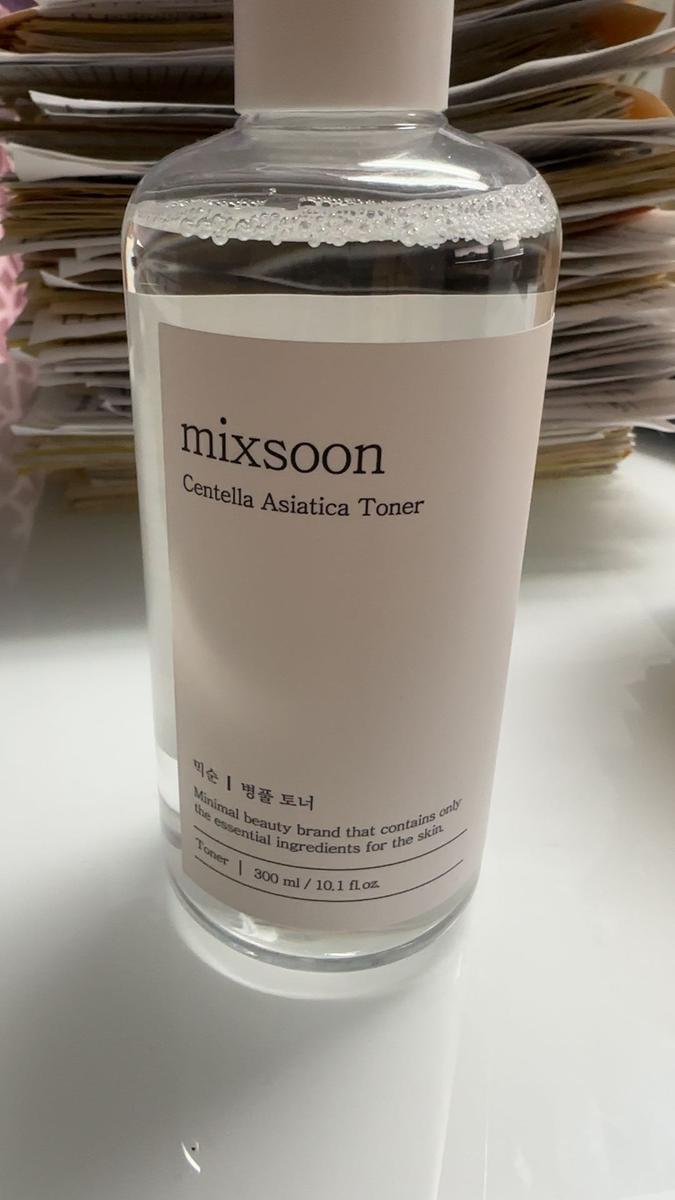 mixsoon
Centella Asiatica Toner
믹순 | 병풀 토너
Minimal beauty brand that contains only
the essential ingredients for the skin.
Toner | 300 ml / 10.1 fl.oz.